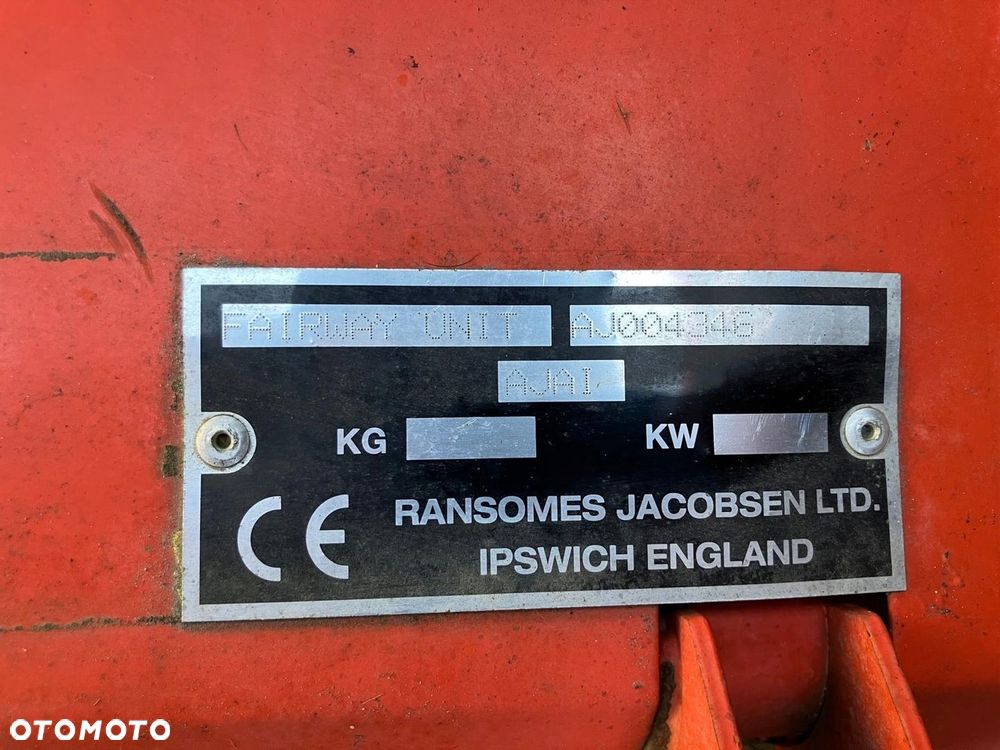 FAIRWAY UNIT AJ004346
AJAI
KG KW
CE
RANSOMES JACOBSEN LTD.
IPSWICH ENGLAND
OTOMOTO